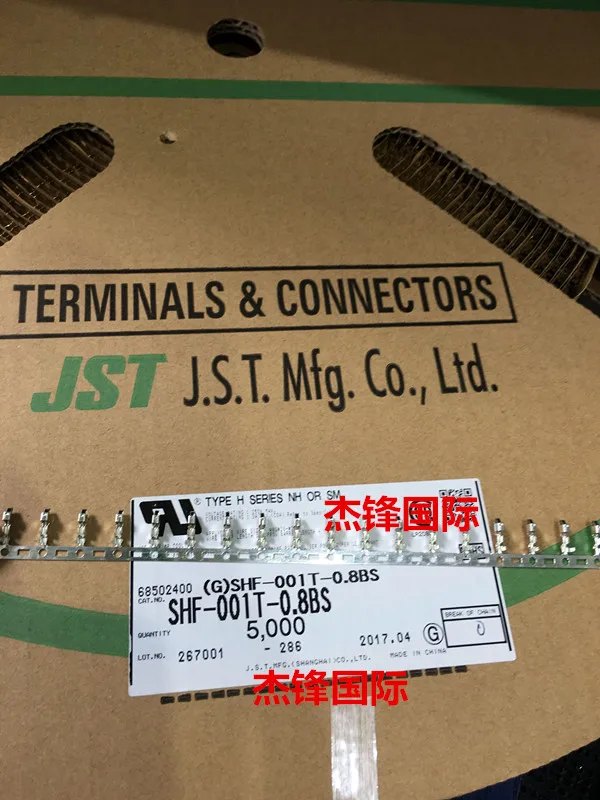 TERMINALS & CONNECTORS
JST J.S.T. Mfg. Co., Ltd.
TYPE H SERIES NH OR SM
杰锋国际
68502400 (G)SHF-001T-0.8BS
CAT.NO. SHF-001T-0.8BS
QUANTITY 5,000
BREAK OF CHAIN
LOT.NO. 267001 - 286 2017.04 G 0
J.S.T.MFG.(SHANGHAI)CO.,LTD. MADE IN CHINA
杰锋国际